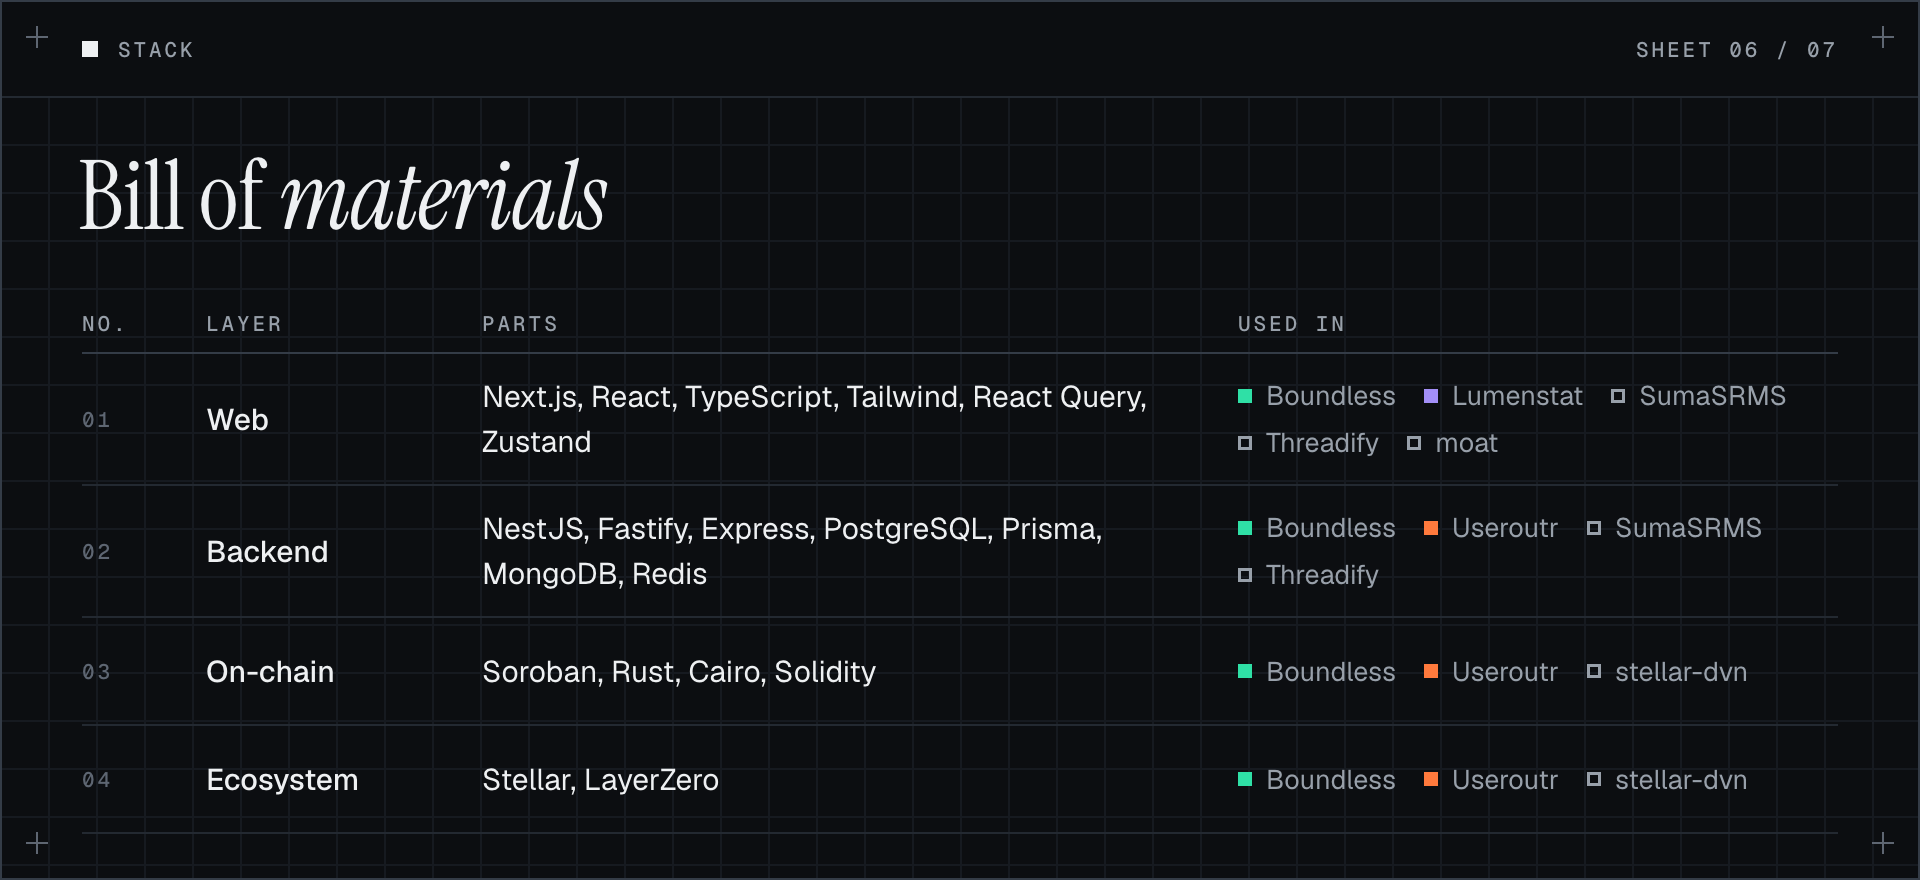 STACK
SHEET 06 / 07
Bill of materials
NO. LAYER PARTS USED IN
01 Web Next.js, React, TypeScript, Tailwind, React Query, Zustand Boundless Lumenstat SumaSRMS Threadify moat
02 Backend NestJS, Fastify, Express, PostgreSQL, Prisma, MongoDB, Redis Boundless Useroutr SumaSRMS Threadify
03 On-chain Soroban, Rust, Cairo, Solidity Boundless Useroutr stellar-dvn
04 Ecosystem Stellar, LayerZero Boundless Useroutr stellar-dvn